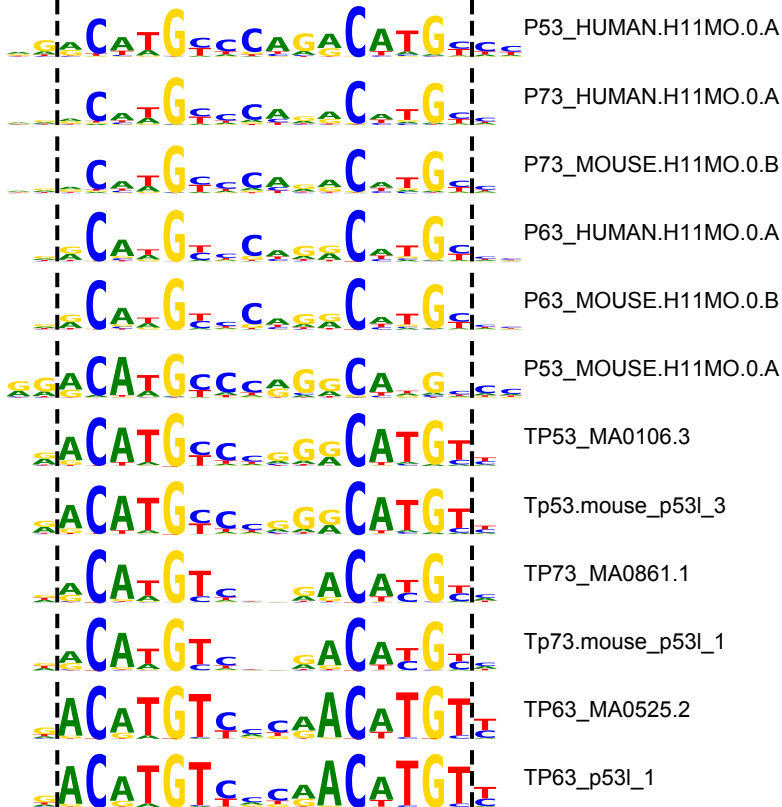 P53_HUMAN.H11MO.0.A
P73_HUMAN.H11MO.0.A
P73_MOUSE.H11MO.0.B
P63_HUMAN.H11MO.0.A
P63_MOUSE.H11MO.0.B
P53_MOUSE.H11MO.0.A
TP53_MA0106.3
Tp53.mouse_p53l_3
TP73_MA0861.1
Tp73.mouse_p53l_1
TP63_MA0525.2
TP63_p53l_1